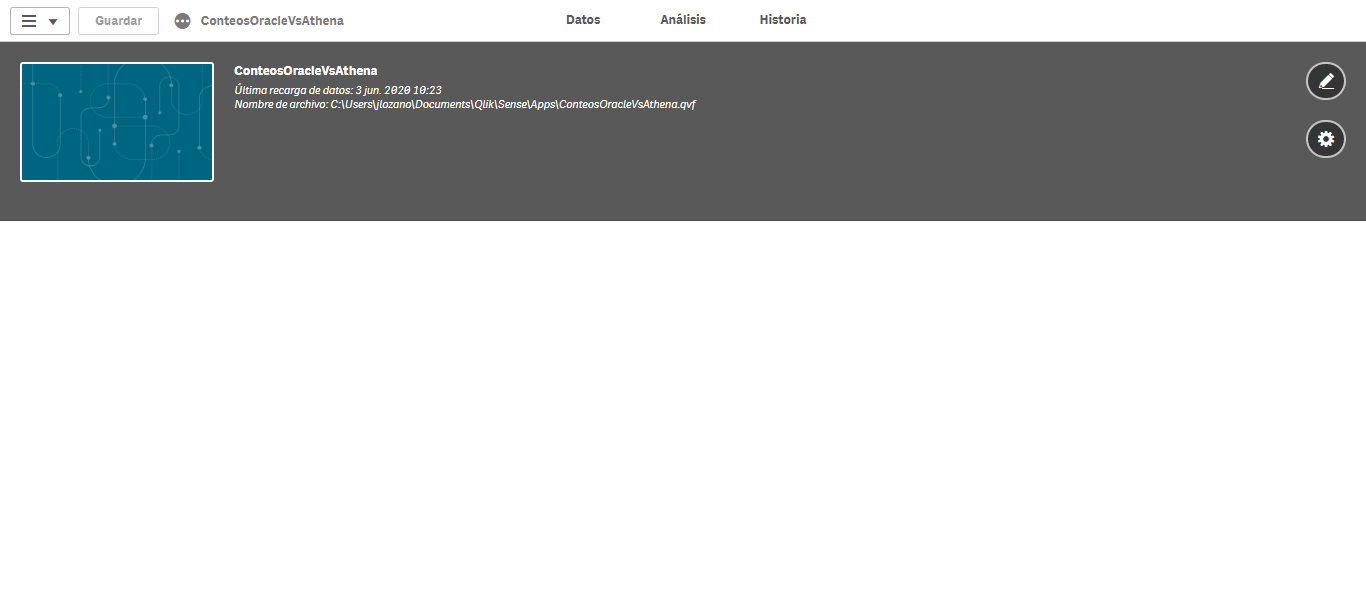 Guardar
ConteosOracleVsAthena
Datos
Análisis
Historia
ConteosOracleVsAthena
Última recarga de datos: 3 jun. 2020 10:23
Nombre de archivo: C:\Users\jlozano\Documents\Qlik\Sense\Apps\ConteosOracleVsAthena.qvf